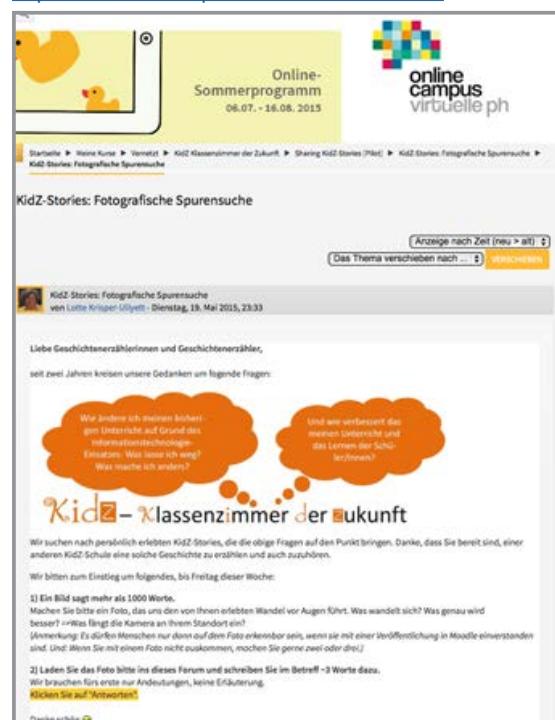 Online-
Sommerprogramm
06.07. - 16.08. 2015
online
campus
virtuelle ph
Startseite ▶ Meine Kurse ▶ Vernetzt ▶ KidZ Klassenzimmer der Zukunft ▶ Sharing KidZ-Stories [Pilot] ▶ KidZ-Stories: Fotografische Spurensuche ▶
KidZ-Stories: Fotografische Spurensuche
KidZ-Stories: Fotografische Spurensuche
Anzeige nach Zeit (neu > alt)
Das Thema verschieben nach ... VERSCHIEBEN
KidZ-Stories: Fotografische Spurensuche
von Lotte Krisper-Ullyett - Dienstag, 19. Mai 2015, 23:33
Liebe Geschichtenerzählerinnen und Geschichtenerzähler,
seit zwei Jahren kreisen unsere Gedanken um folgende Fragen:
Wie ändere ich meinen bisheri-
gen Unterricht auf Grund des
Informationstechnologie-
Einsatzes: Was lasse ich weg?
Was mache ich anders?
Und wie verbessert das
meinen Unterricht und
das Lernen der Schü-
ler/innen?
KidZ – Klassenzimmer der Zukunft
Wir suchen nach persönlich erlebten KidZ-Stories, die die obige Fragen auf den Punkt bringen. Danke, dass Sie bereit sind, einer
anderen KidZ-Schule eine solche Geschichte zu erzählen und auch zuzuhören.
Wir bitten zum Einstieg um folgendes, bis Freitag dieser Woche:
1) Ein Bild sagt mehr als 1000 Worte.
Machen Sie bitte ein Foto, das uns den von Ihnen erlebten Wandel vor Augen führt. Was wandelt sich? Was genau wird
besser? =>Was fängt die Kamera an Ihrem Standort ein?
(Anmerkung: Es dürfen Menschen nur dann auf dem Foto erkennbar sein, wenn sie mit einer Veröffentlichung in Moodle einverstanden
sind. Und: Wenn Sie mit einem Foto nicht auskommen, machen Sie gerne zwei oder drei.)
2) Laden Sie das Foto bitte ins dieses Forum und schreiben Sie im Betreff ~3 Worte dazu.
Wir brauchen fürs erste nur Andeutungen, keine Erläuterung.
Klicken Sie auf "Antworten".
Danke schön